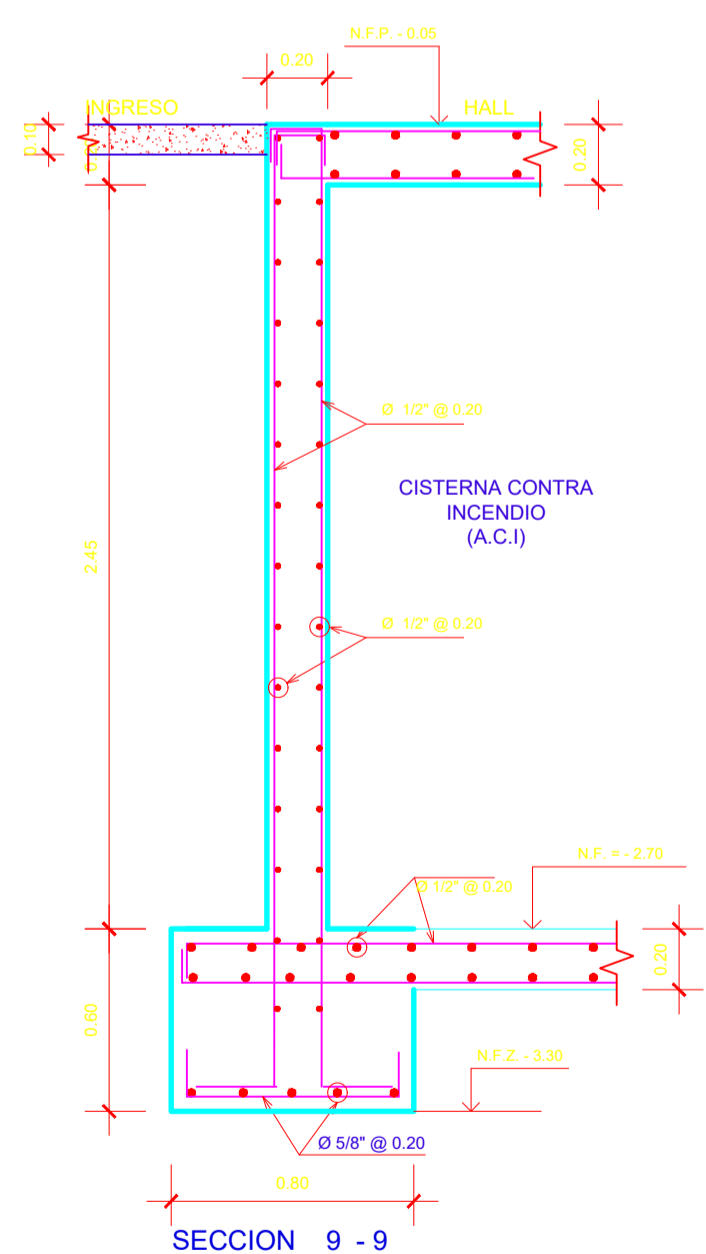 N.F.P. - 0.05
0.20
INGRESO
HALL
0.10
0.20
Ø 1/2" @ 0.20
CISTERNA CONTRA
INCENDIO
(A.C.I)
2.45
Ø 1/2" @ 0.20
N.F. = - 2.70
Ø 1/2" @ 0.20
0.20
0.60
N.F.Z. - 3.30
Ø 5/8" @ 0.20
0.80
SECCION 9 - 9